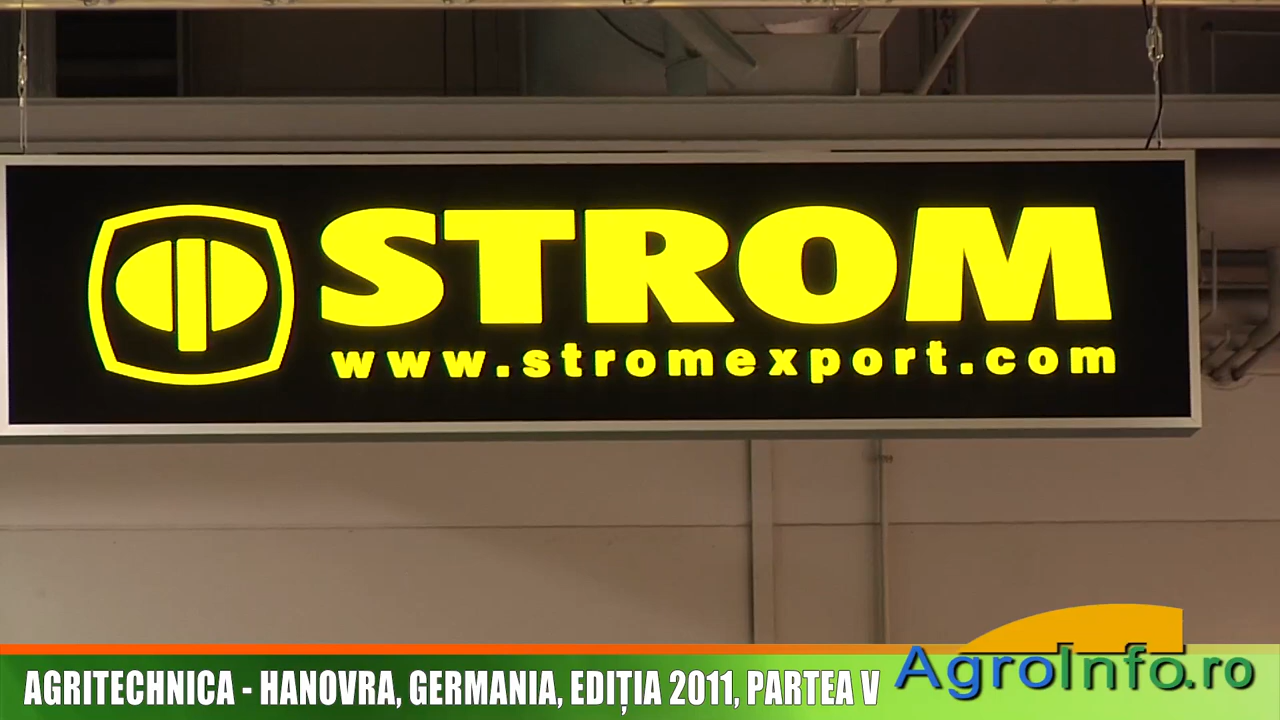 STROM
www.stromexport.com
AGRITECHNICA - HANOVRA, GERMANIA, EDIȚIA 2011, PARTEA V
AgroInfo.ro